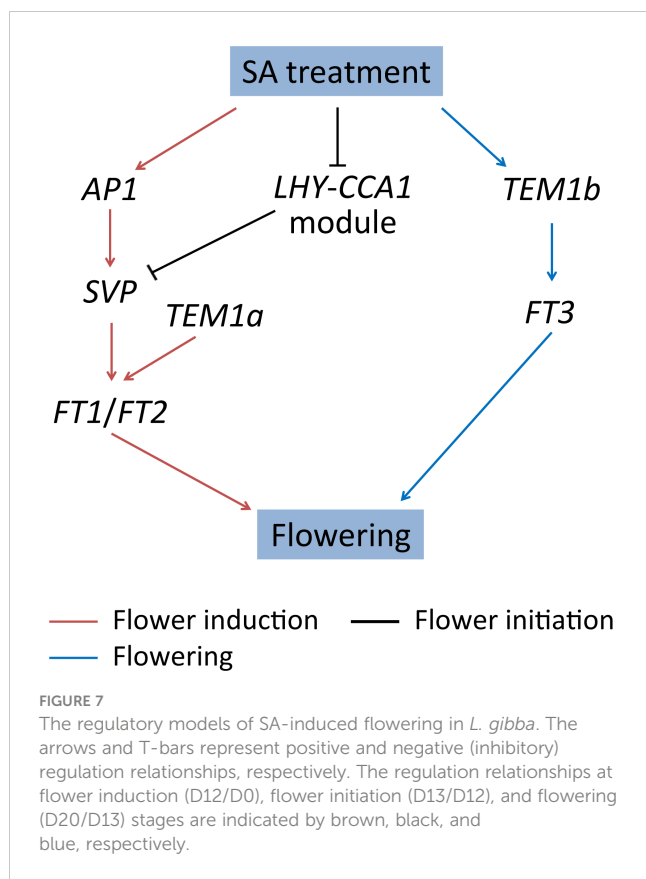 SA treatment
AP1
LHY-CCA1
module
TEM1b
SVP
TEM1a
FT3
FT1/FT2
Flowering
Flower induction
Flower initiation
Flowering
FIGURE 7
The regulatory models of SA-induced flowering in L. gibba. The
arrows and T-bars represent positive and negative (inhibitory)
regulation relationships, respectively. The regulation relationships at
flower induction (D12/D0), flower initiation (D13/D12), and flowering
(D20/D13) stages are indicated by brown, black, and
blue, respectively.